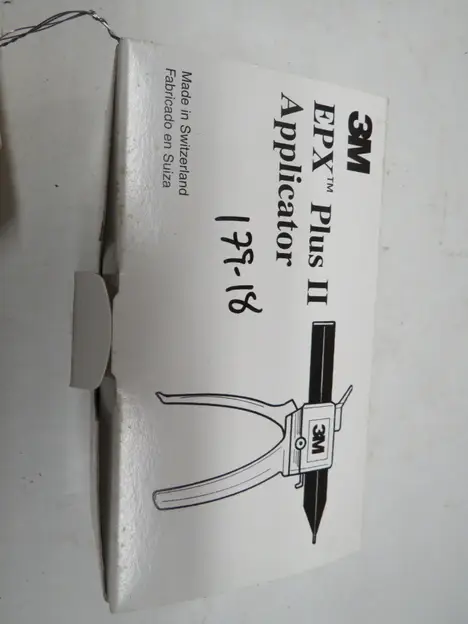 3M
EPX™ Plus II
Applicator
179-18
Made in Switzerland
Fabricado en Suiza
3M